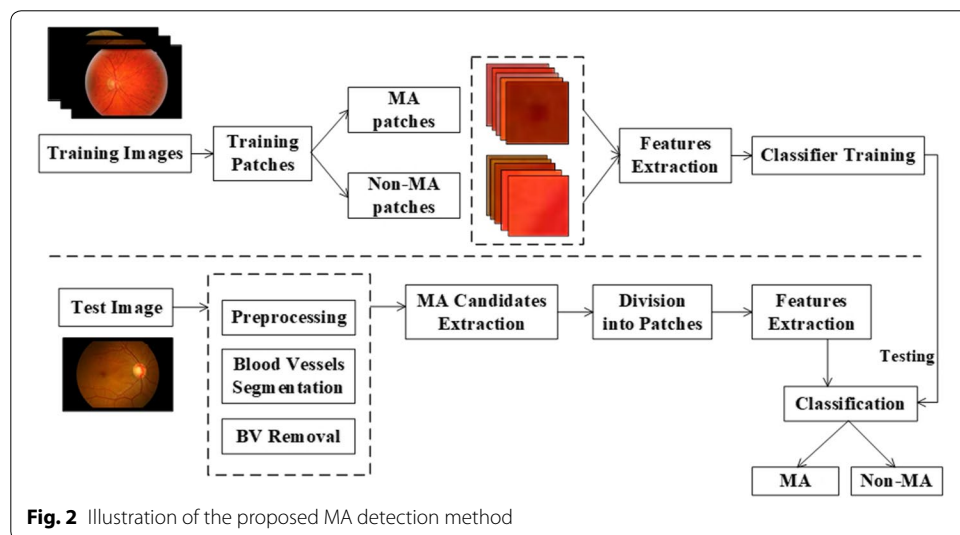 Training Images
Training
Patches
MA
patches
Non-MA
patches
Features
Extraction
Classifier Training
Test Image
Preprocessing
Blood Vessels
Segmentation
BV Removal
MA Candidates
Extraction
Division
into Patches
Features
Extraction
Testing
Classification
MA
Non-MA
Fig. 2 Illustration of the proposed MA detection method